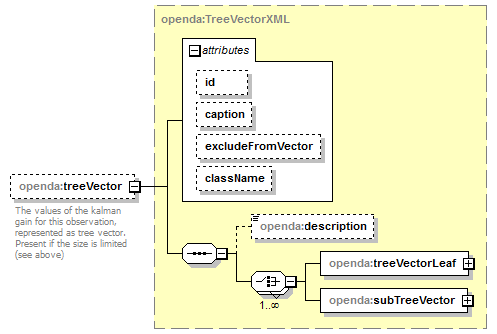 openda:TreeVectorXML
attributes
id
caption
excludeFromVector
className
openda:treeVector
The values of the kalman
gain for this observation,
represented as tree vector.
Present if the size is limited
(see above)
openda:description
openda:treeVectorLeaf
1..∞
openda:subTreeVector